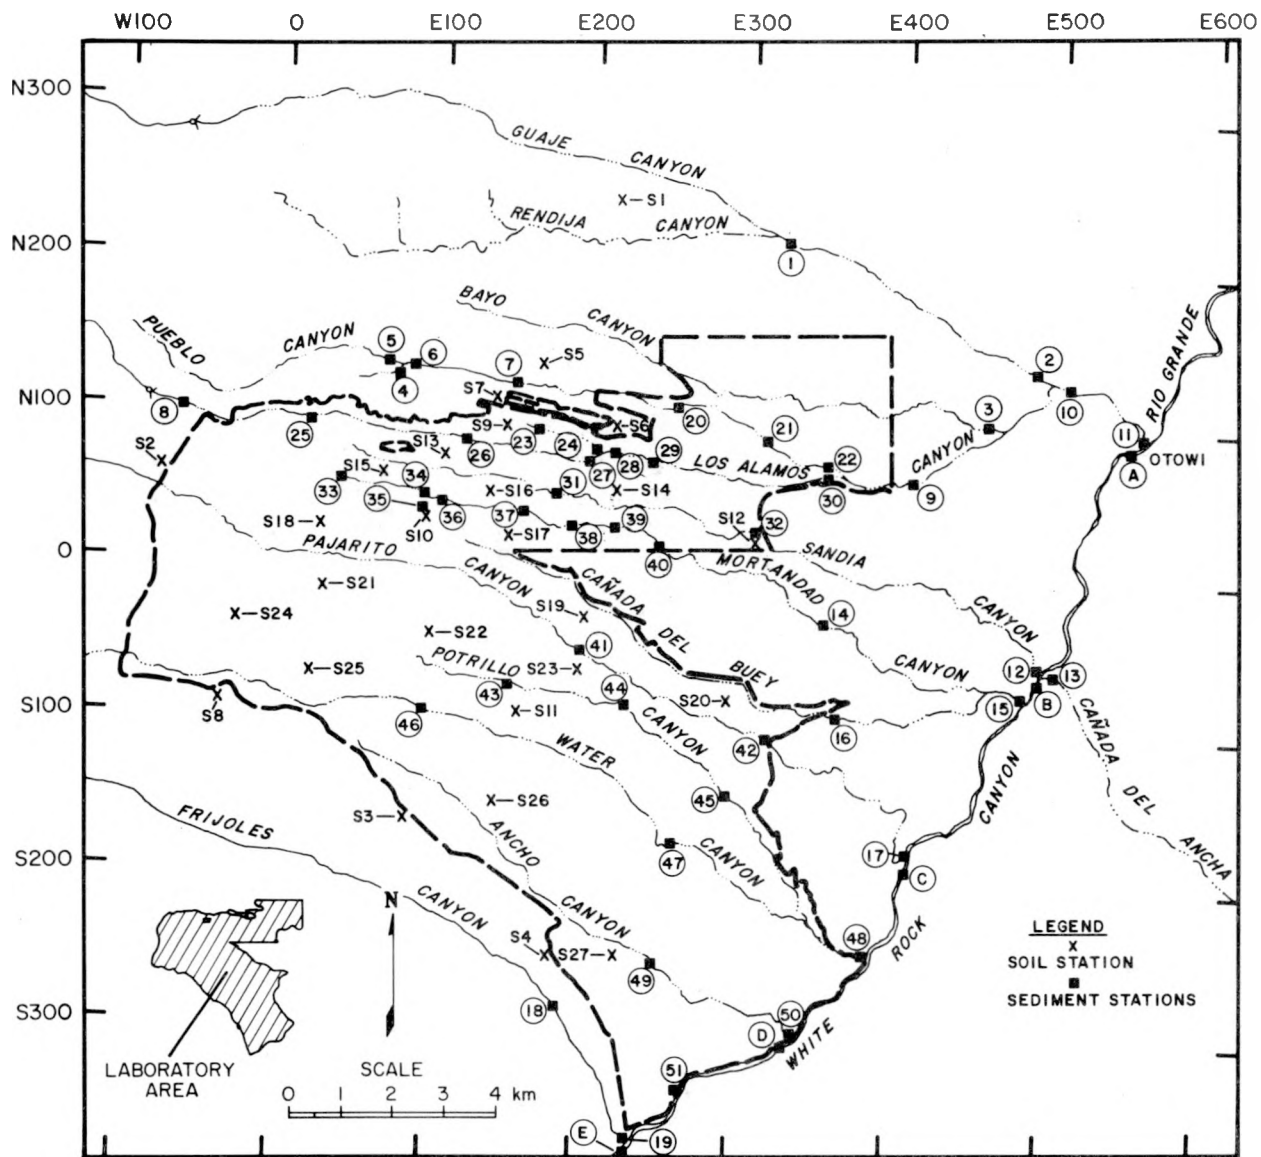 W100 0 E100 E200 E300 E400 E500 E600
N300
GUAJE CANYON
X-S1
N200
RENDIJA CANYON
1
BAYO CANYON
PUEBLO CANYON
RIO GRANDE
5 6 7 S5 2
4 S7
N100
8 25 S9 23 24 S6 20 3 10
S2 S13 26 27 28 29 21 22 11
LOS ALAMOS CANYON
A OTOWI
S15 34 31 X-S14 30 9
33 35 X-S16
S18 S10 36 37 X-S17 38 39 S12 32
0
PAJARITO CANYON
40
MORTANDAD CANYON
SANDIA CANYON
X-S21
CAÑADA DEL BUEY
X-S24 S19 14
X-S22 41
POTRILLO CANYON
X-S25 S23 12 13
S100
S8 46 43 X-S11 44 S20 42 16 15 B
CAÑADA DEL ANCHA
WATER CANYON
X-S26 45
FRIJOLES CANYON
S3
ANCHO CANYON
S200
47 17 C
WHITE ROCK CANYON
N
S4 S27 48
LEGEND
X
SOIL STATION
SEDIMENT STATIONS
49
S300
18 D 50
LABORATORY
AREA
SCALE
0 1 2 3 4 km
51
E 19